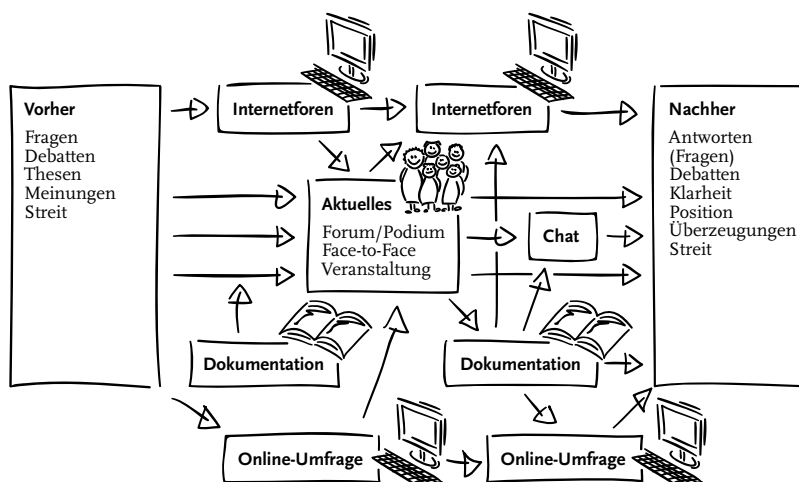 Vorher
Fragen
Debatten
Thesen
Meinungen
Streit
Internetforen
Internetforen
Aktuelles
Forum/Podium
Face-to-Face
Veranstaltung
Chat
Dokumentation
Dokumentation
Online-Umfrage
Online-Umfrage
Nachher
Antworten
(Fragen)
Debatten
Klarheit
Position
Überzeugungen
Streit